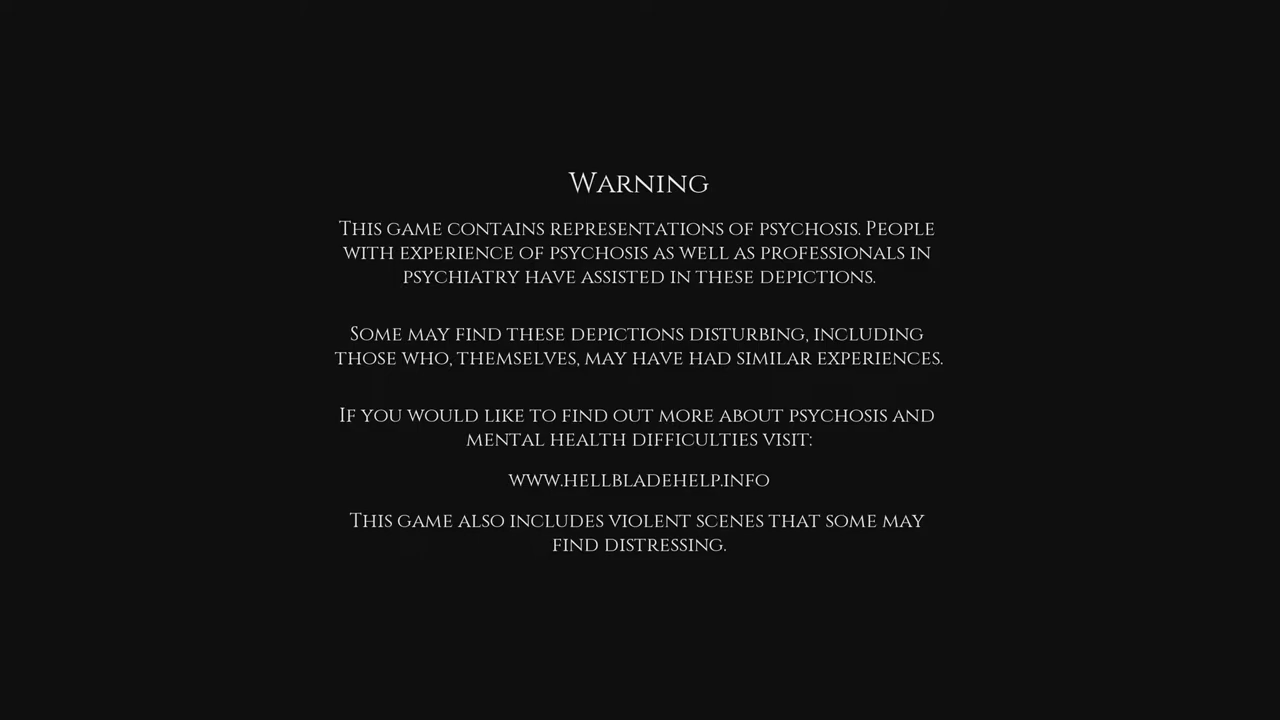 Warning
This game contains representations of psychosis. People
with experience of psychosis as well as professionals in
psychiatry have assisted in these depictions.
Some may find these depictions disturbing, including
those who, themselves, may have had similar experiences.
If you would like to find out more about psychosis and
mental health difficulties visit:
www.hellbladehelp.info
This game also includes violent scenes that some may
find distressing.